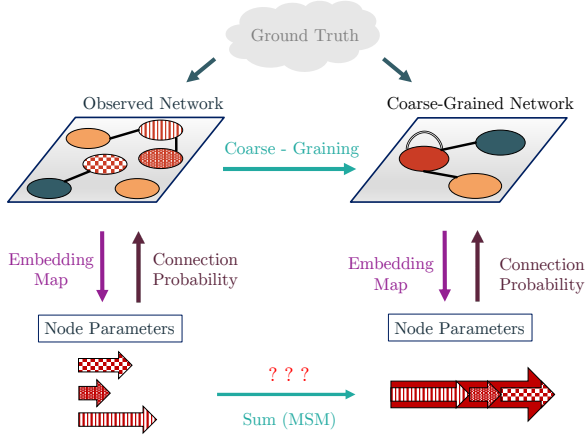 Ground Truth
Observed Network
Coarse-Grained Network
Coarse - Graining
Embedding
Map
Connection
Probability
Embedding
Map
Connection
Probability
Node Parameters
Node Parameters
? ? ?
Sum (MSM)